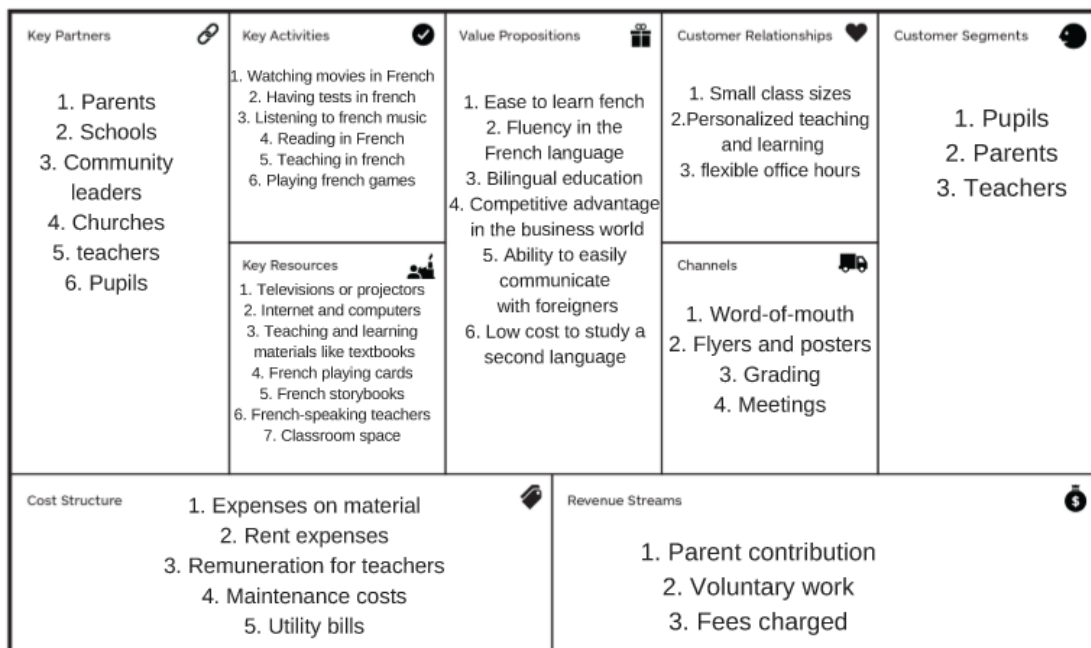 Key Partners
1. Parents
2. Schools
3. Community
leaders
4. Churches
5. teachers
6. Pupils
Key Activities
1. Watching movies in French
2. Having tests in french
3. Listening to french music
4. Reading in French
5. Teaching in french
6. Playing french games
Key Resources
1. Televisions or projectors
2. Internet and computers
3. Teaching and learning
materials like textbooks
4. French playing cards
5. French storybooks
6. French-speaking teachers
7. Classroom space
Value Propositions
1. Ease to learn fench
2. Fluency in the
French language
3. Bilingual education
4. Competitive advantage
in the business world
5. Ability to easily
communicate
with foreigners
6. Low cost to study a
second language
Customer Relationships
1. Small class sizes
2.Personalized teaching
and learning
3. flexible office hours
Channels
1. Word-of-mouth
2. Flyers and posters
3. Grading
4. Meetings
Customer Segments
1. Pupils
2. Parents
3. Teachers
Cost Structure
1. Expenses on material
2. Rent expenses
3. Remuneration for teachers
4. Maintenance costs
5. Utility bills
Revenue Streams
$
1. Parent contribution
2. Voluntary work
3. Fees charged